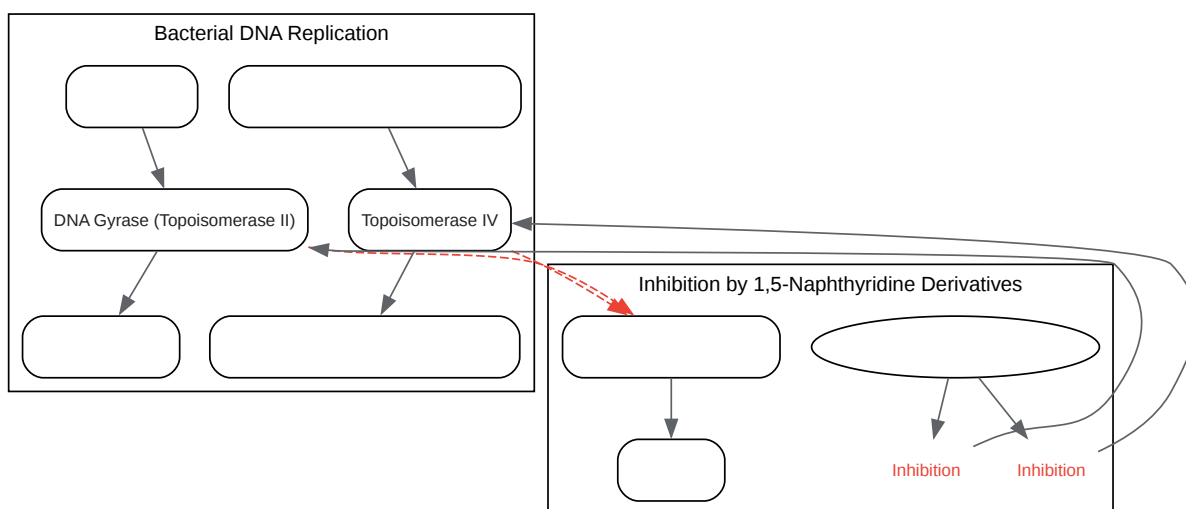 Bacterial DNA Replication
DNA Gyrase (Topoisomerase II)
Topoisomerase IV
Inhibition by 1,5-Naphthyridine Derivatives
Inhibition
Inhibition